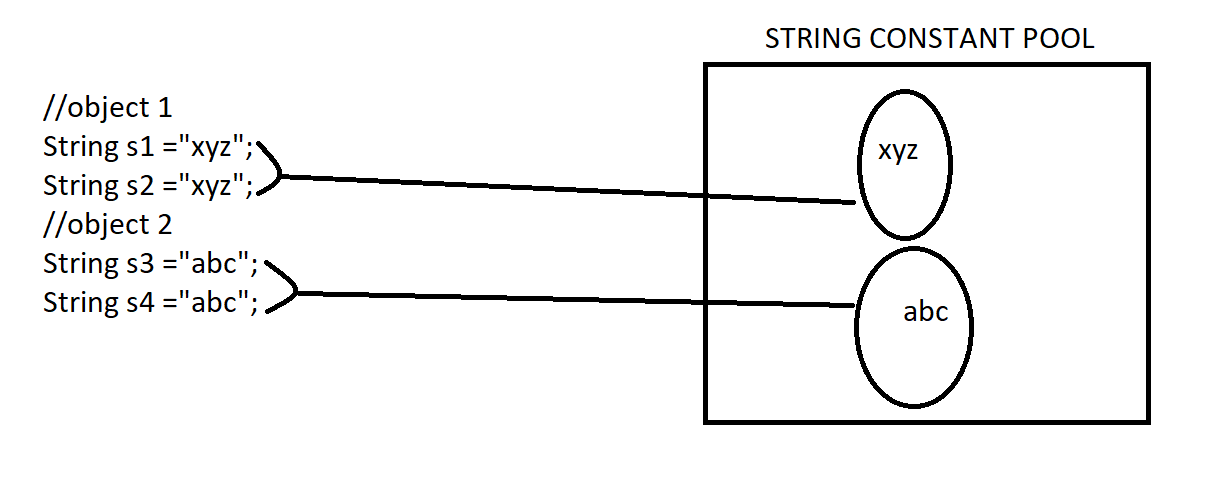 STRING CONSTANT POOL
//object 1
String s1 ="xyz";
String s2 ="xyz";
//object 2
String s3 ="abc";
String s4 ="abc";
xyz
abc